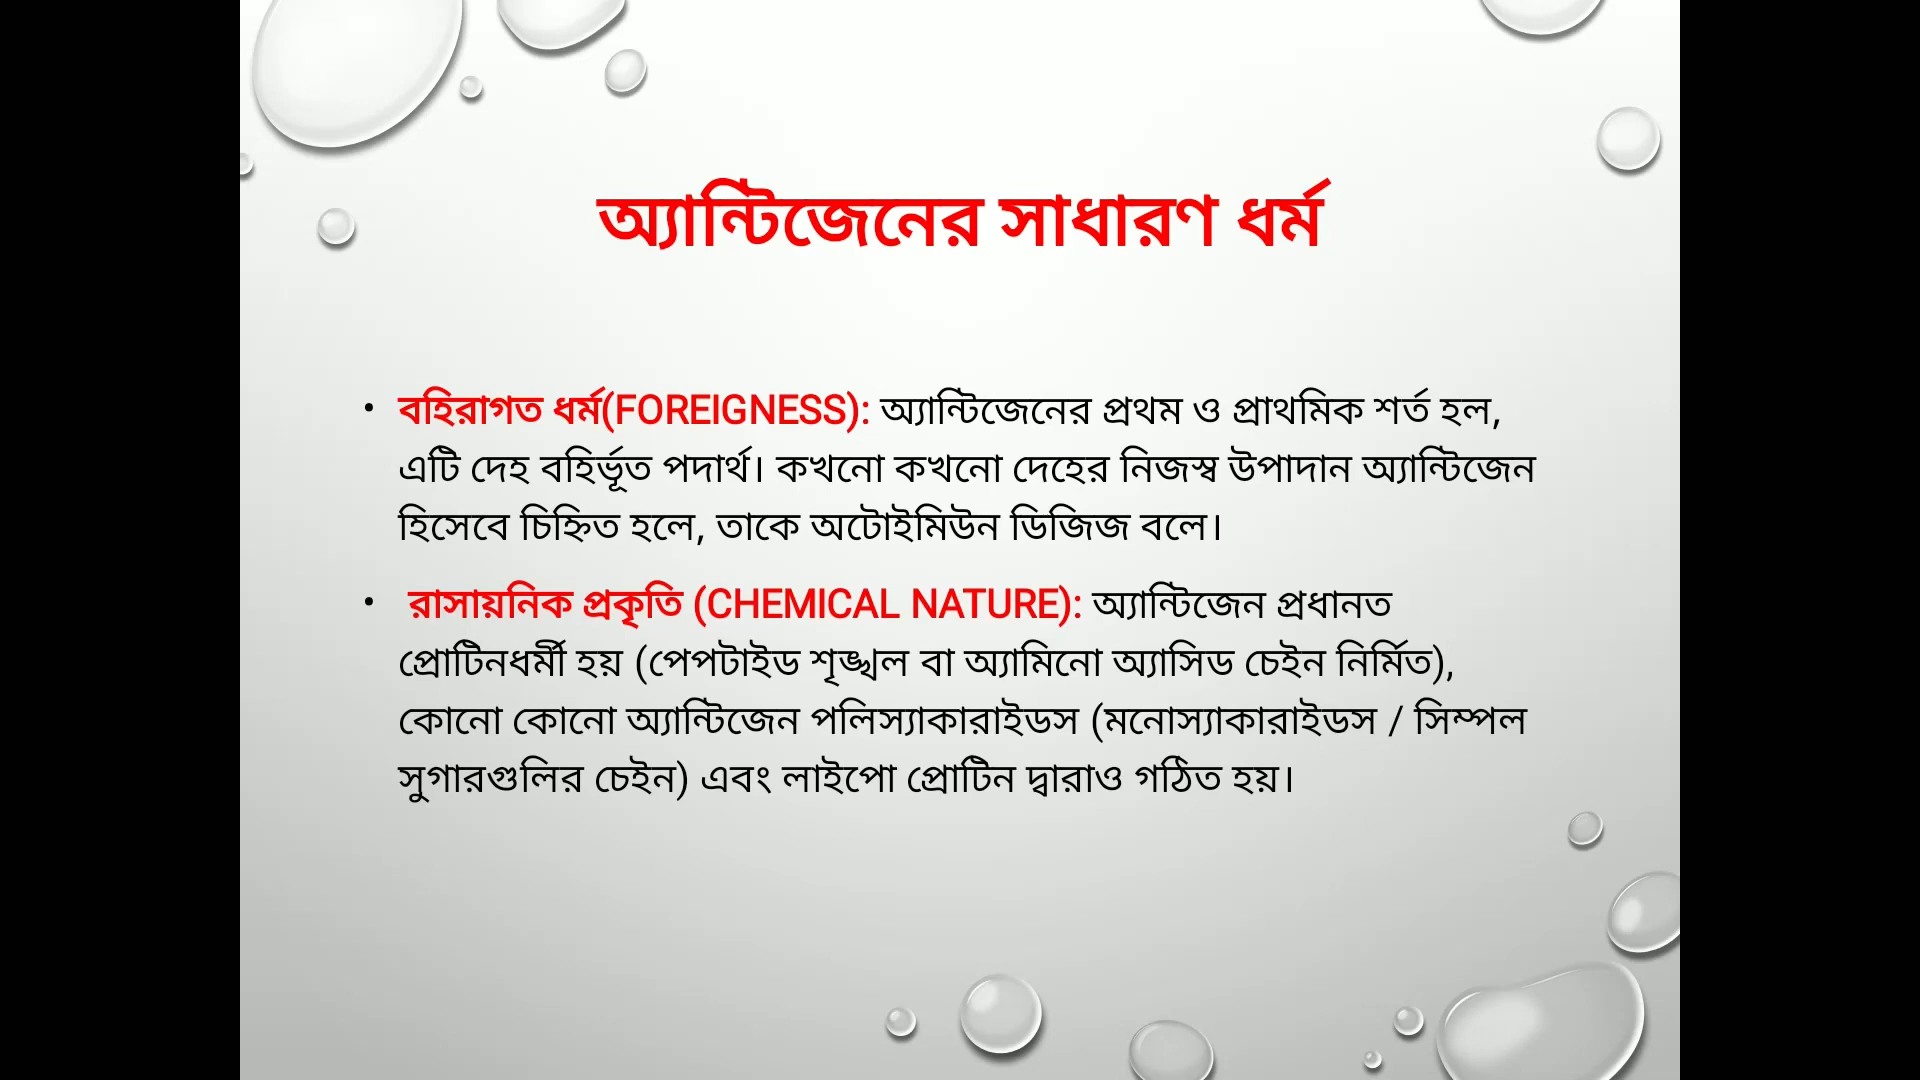 অ্যান্টিজেনের সাধারণ ধর্ম
• বহিরাগত ধর্ম(FOREIGNESS): অ্যান্টিজেনের প্রথম ও প্রাথমিক শর্ত হল,
এটি দেহ বহির্ভূত পদার্থ। কখনো কখনো দেহের নিজস্ব উপাদান অ্যান্টিজেন
হিসেবে চিহ্নিত হলে, তাকে অটোইমিউন ডিজিজ বলে।
• রাসায়নিক প্রকৃতি (CHEMICAL NATURE): অ্যান্টিজেন প্রধানত
প্রোটিনধর্মী হয় (পেপটাইড শৃঙ্খল বা অ্যামিনো অ্যাসিড চেইন নির্মিত),
কোনো কোনো অ্যান্টিজেন পলিস্যাকারাইডস (মনোস্যাকারাইডস / সিম্পল
সুগারগুলির চেইন) এবং লাইপো প্রোটিন দ্বারাও গঠিত হয়।